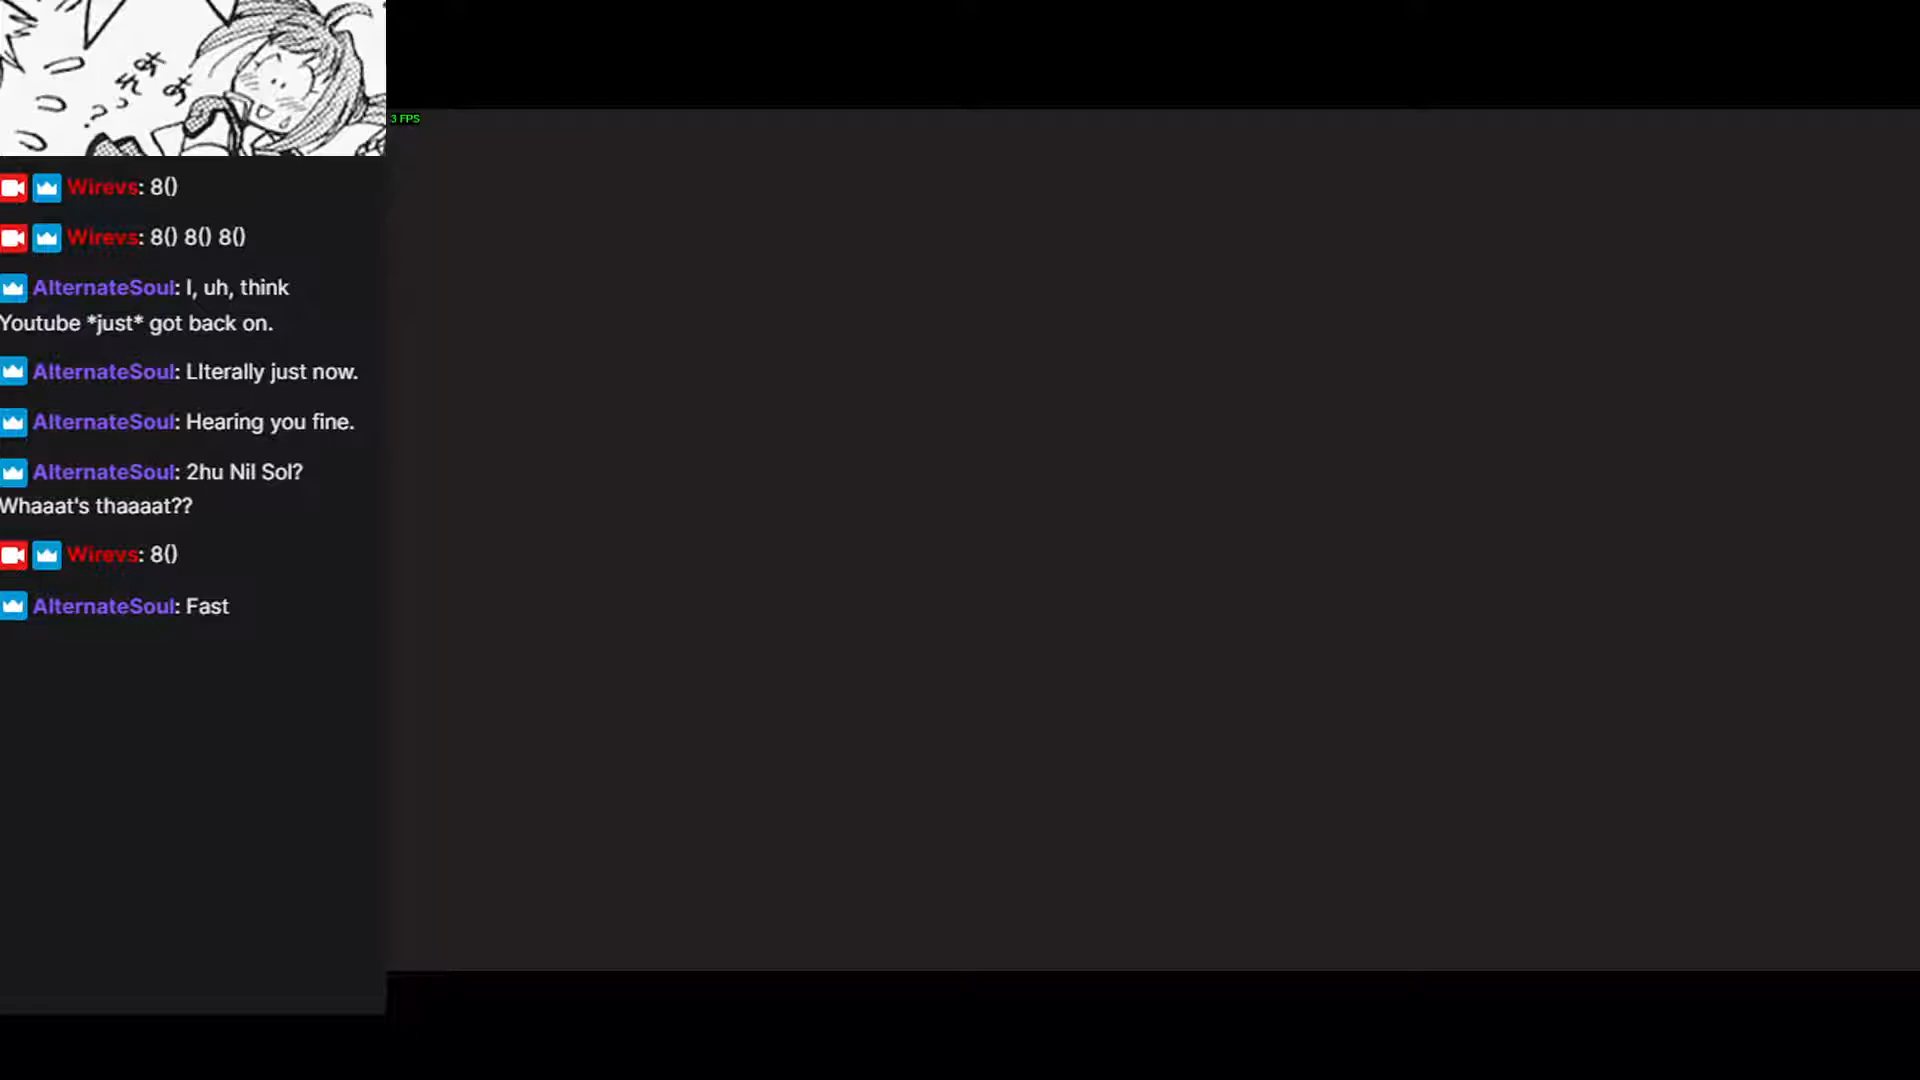 3 FPS
Wirevs: 8()
Wirevs: 8() 8() 8()
AlternateSoul: I, uh, think
Youtube *just* got back on.
AlternateSoul: LIterally just now.
AlternateSoul: Hearing you fine.
AlternateSoul: 2hu Nil Sol?
Whaaat's thaaaat??
Wirevs: 8()
AlternateSoul: Fast